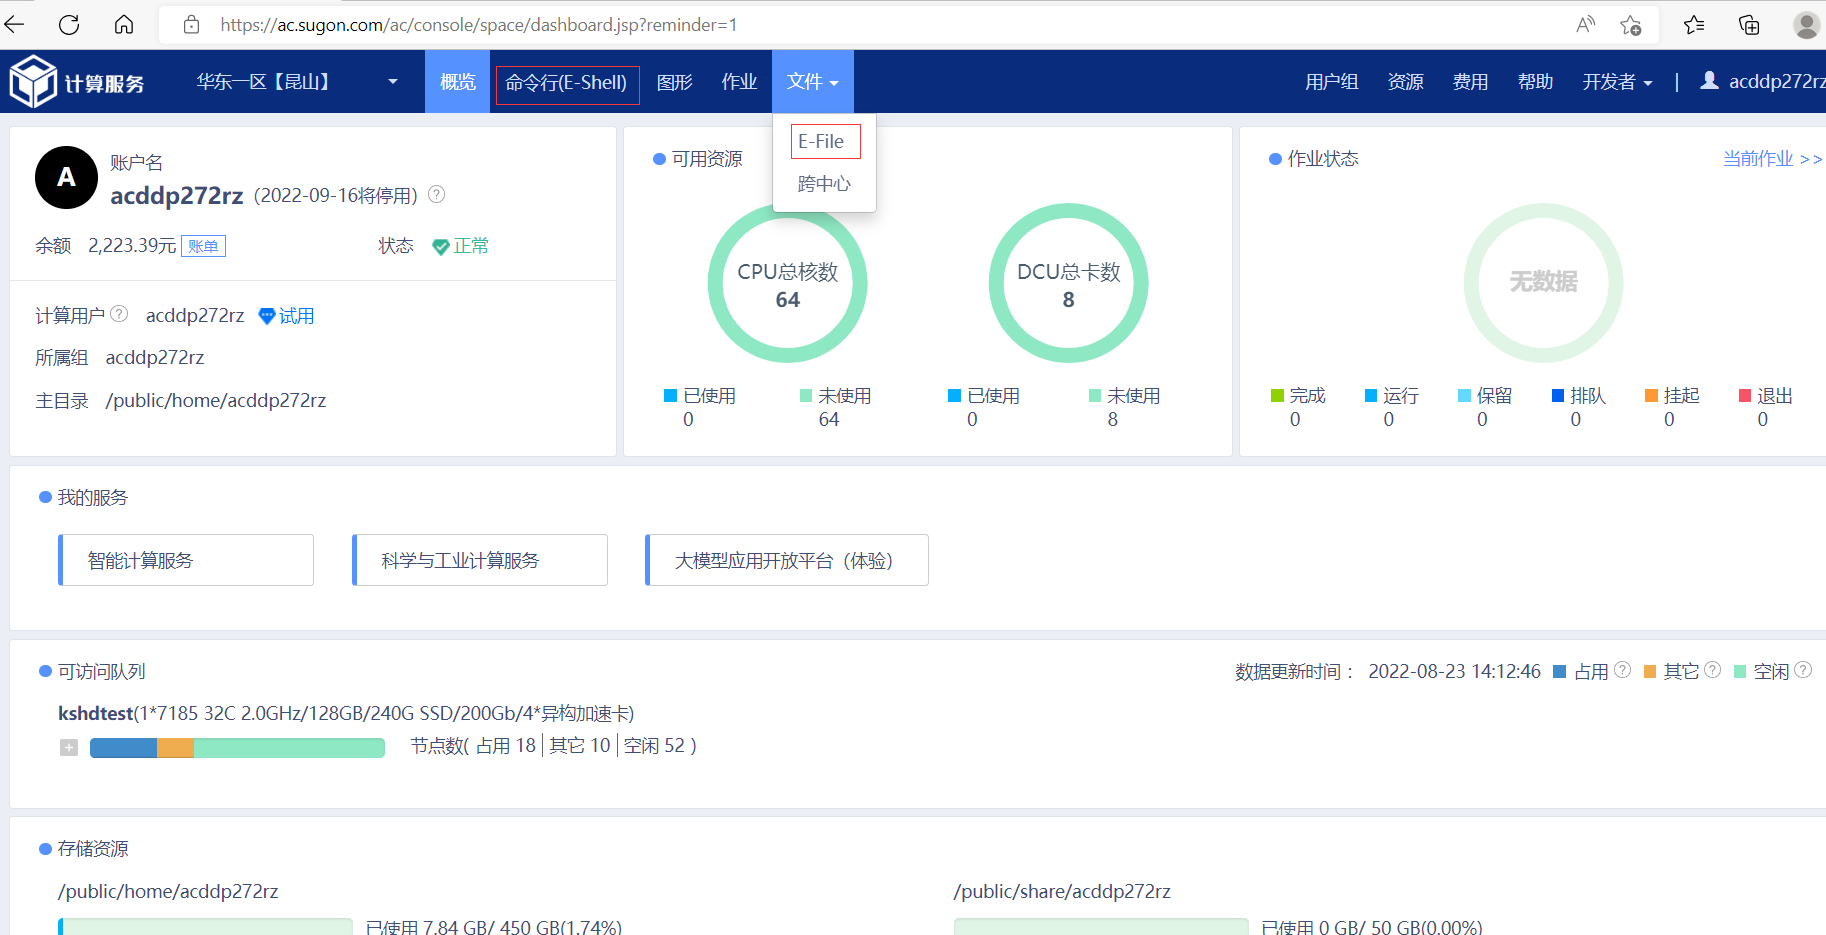 https://ac.sugon.com/ac/console/space/dashboard.jsp?reminder=1
计算服务 华东一区【昆山】 概览 命令行(E-Shell) 图形 作业 文件 用户组 资源 费用 帮助 开发者 | acddp272rz
E-File
跨中心
A
账户名
acddp272rz (2022-09-16将停用) ?
余额 2,223.39元 账单 状态 正常
计算用户 ? acddp272rz 试用
所属组 acddp272rz
主目录 /public/home/acddp272rz
可用资源
CPU总核数
64
DCU总卡数
8
已使用 未使用 已使用 未使用
0 64 0 8
作业状态 当前作业 >>
无数据
完成 运行 保留 排队 挂起 退出
0 0 0 0 0 0
我的服务
智能计算服务 科学与工业计算服务 大模型应用开放平台（体验）
可访问队列 数据更新时间： 2022-08-23 14:12:46 占用 ? 其它 ? 空闲 ?
kshdtest(1*7185 32C 2.0GHz/128GB/240G SSD/200Gb/4*异构加速卡)
节点数( 占用 18 | 其它 10 | 空闲 52 )
存储资源
/public/home/acddp272rz /public/share/acddp272rz
已使用 7.84 GB/ 450 GB(1.74%) 已使用 0 GB/ 50 GB(0.00%)